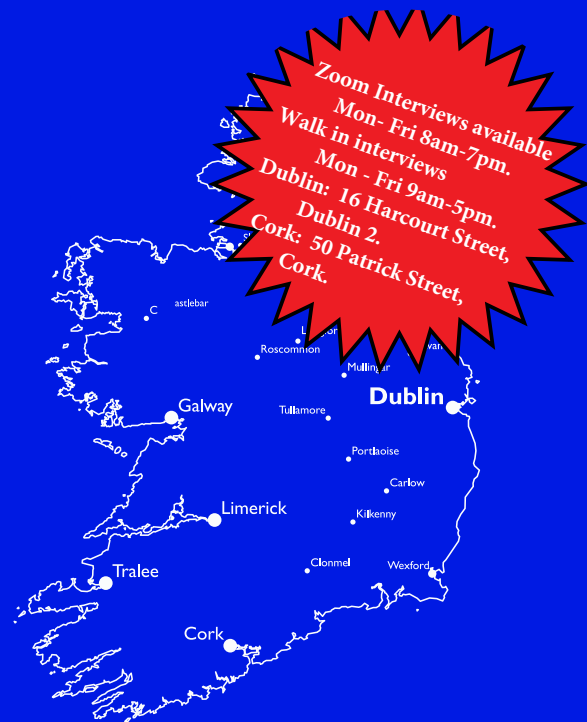 Zoom Interviews available
Mon- Fri 8am-7pm.
Walk in interviews
Mon - Fri 9am-5pm.
Dublin: 16 Harcourt Street,
Dublin 2.
Cork: 50 Patrick Street,
Cork.
C astlebar
Roscommon
Mullingar
Dublin
Galway
Tullamore
Portlaoise
Carlow
Limerick
Kilkenny
Clonmel
Wexford
Tralee
Cork